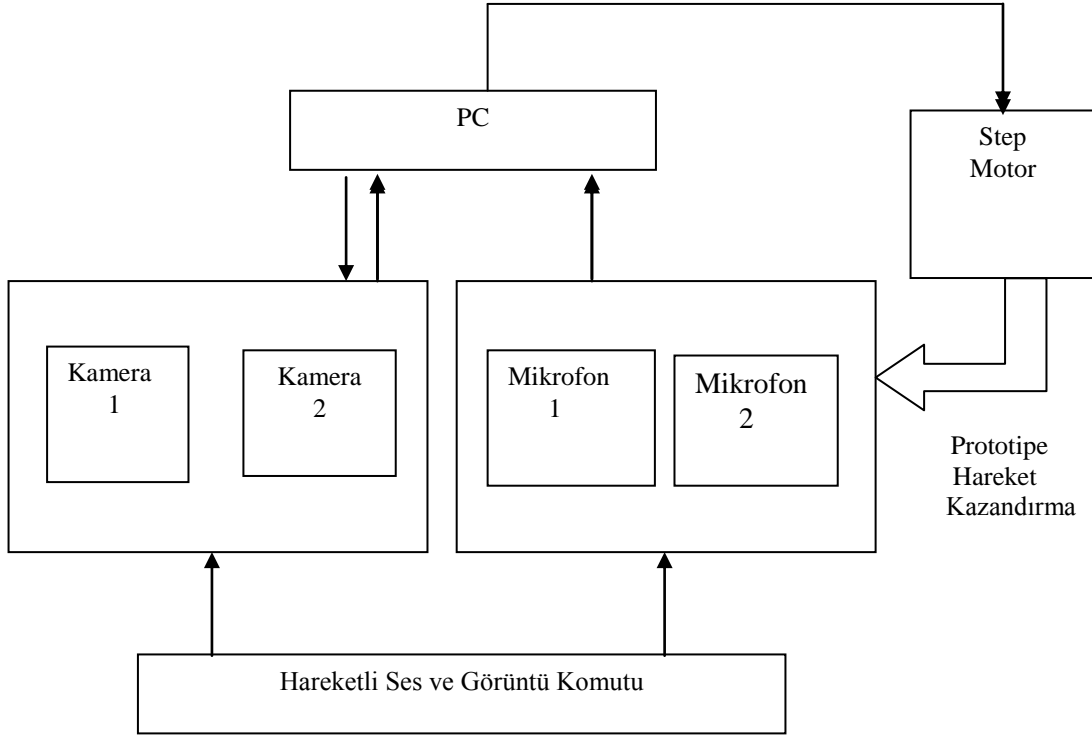 PC
Step
Motor
Kamera
1
Kamera
2
Mikrofon
1
Mikrofon
2
Prototipe
Hareket
Kazandırma
Hareketli Ses ve Görüntü Komutu